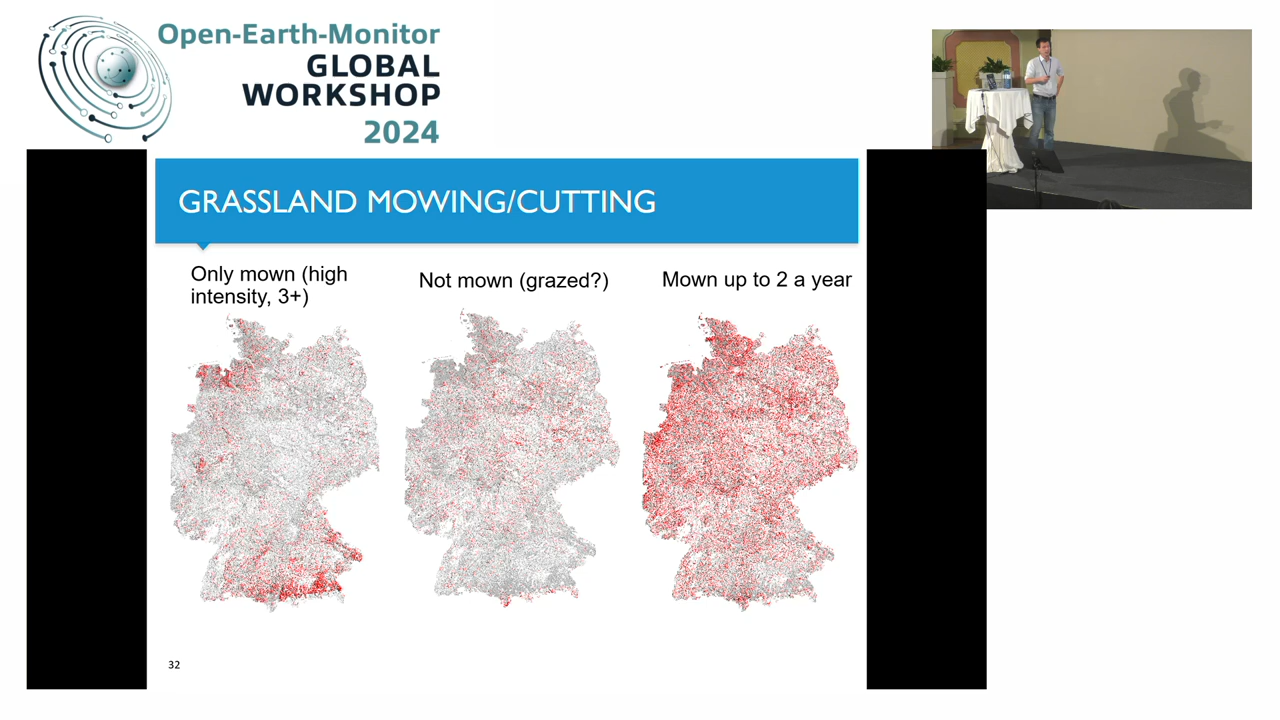 Open-Earth-Monitor
GLOBAL
WORKSHOP
2024
GRASSLAND MOWING/CUTTING
Only mown (high
intensity, 3+)
Not mown (grazed?)
Mown up to 2 a year
32